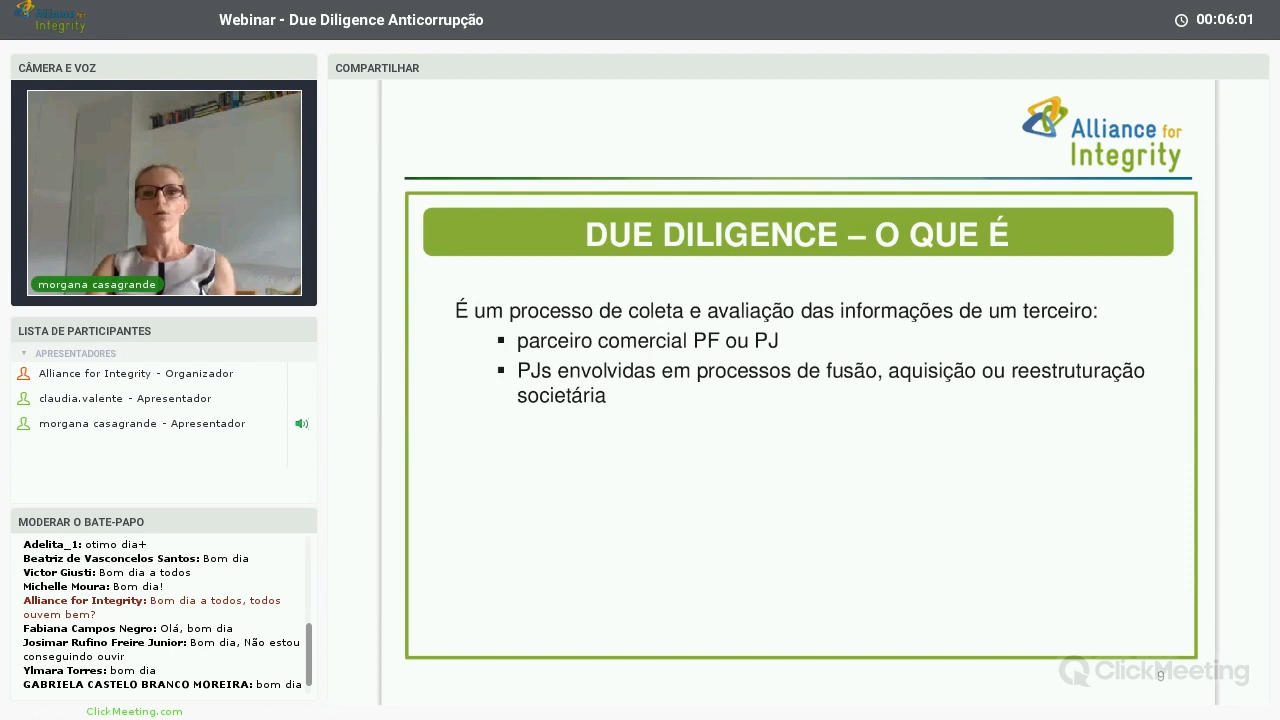 Alliance for
Integrity
Webinar - Due Diligence Anticorrupção
00:06:01
CÂMERA E VOZ
morgana casagrande
LISTA DE PARTICIPANTES
APRESENTADORES
Alliance for Integrity - Organizador
claudia.valente - Apresentador
morgana casagrande - Apresentador
MODERAR O BATE-PAPO
Adelita_1: otimo dia+
Beatriz de Vasconcelos Santos: Bom dia
Victor Giusti: Bom dia a todos
Michelle Moura: Bom dia!
Alliance for Integrity: Bom dia a todos, todos
ouvem bem?
Fabiana Campos Negro: Olá, bom dia
Josimar Rufino Freire Junior: Bom dia, Não estou
conseguindo ouvir
Ylmara Torres: bom dia
GABRIELA CASTELO BRANCO MOREIRA: bom dia
ClickMeeting.com
COMPARTILHAR
Alliance for
Integrity
DUE DILIGENCE – O QUE É
É um processo de coleta e avaliação das informações de um terceiro:
▪ parceiro comercial PF ou PJ
▪ PJs envolvidas em processos de fusão, aquisição ou reestruturação
societária
ClickMeeting
9